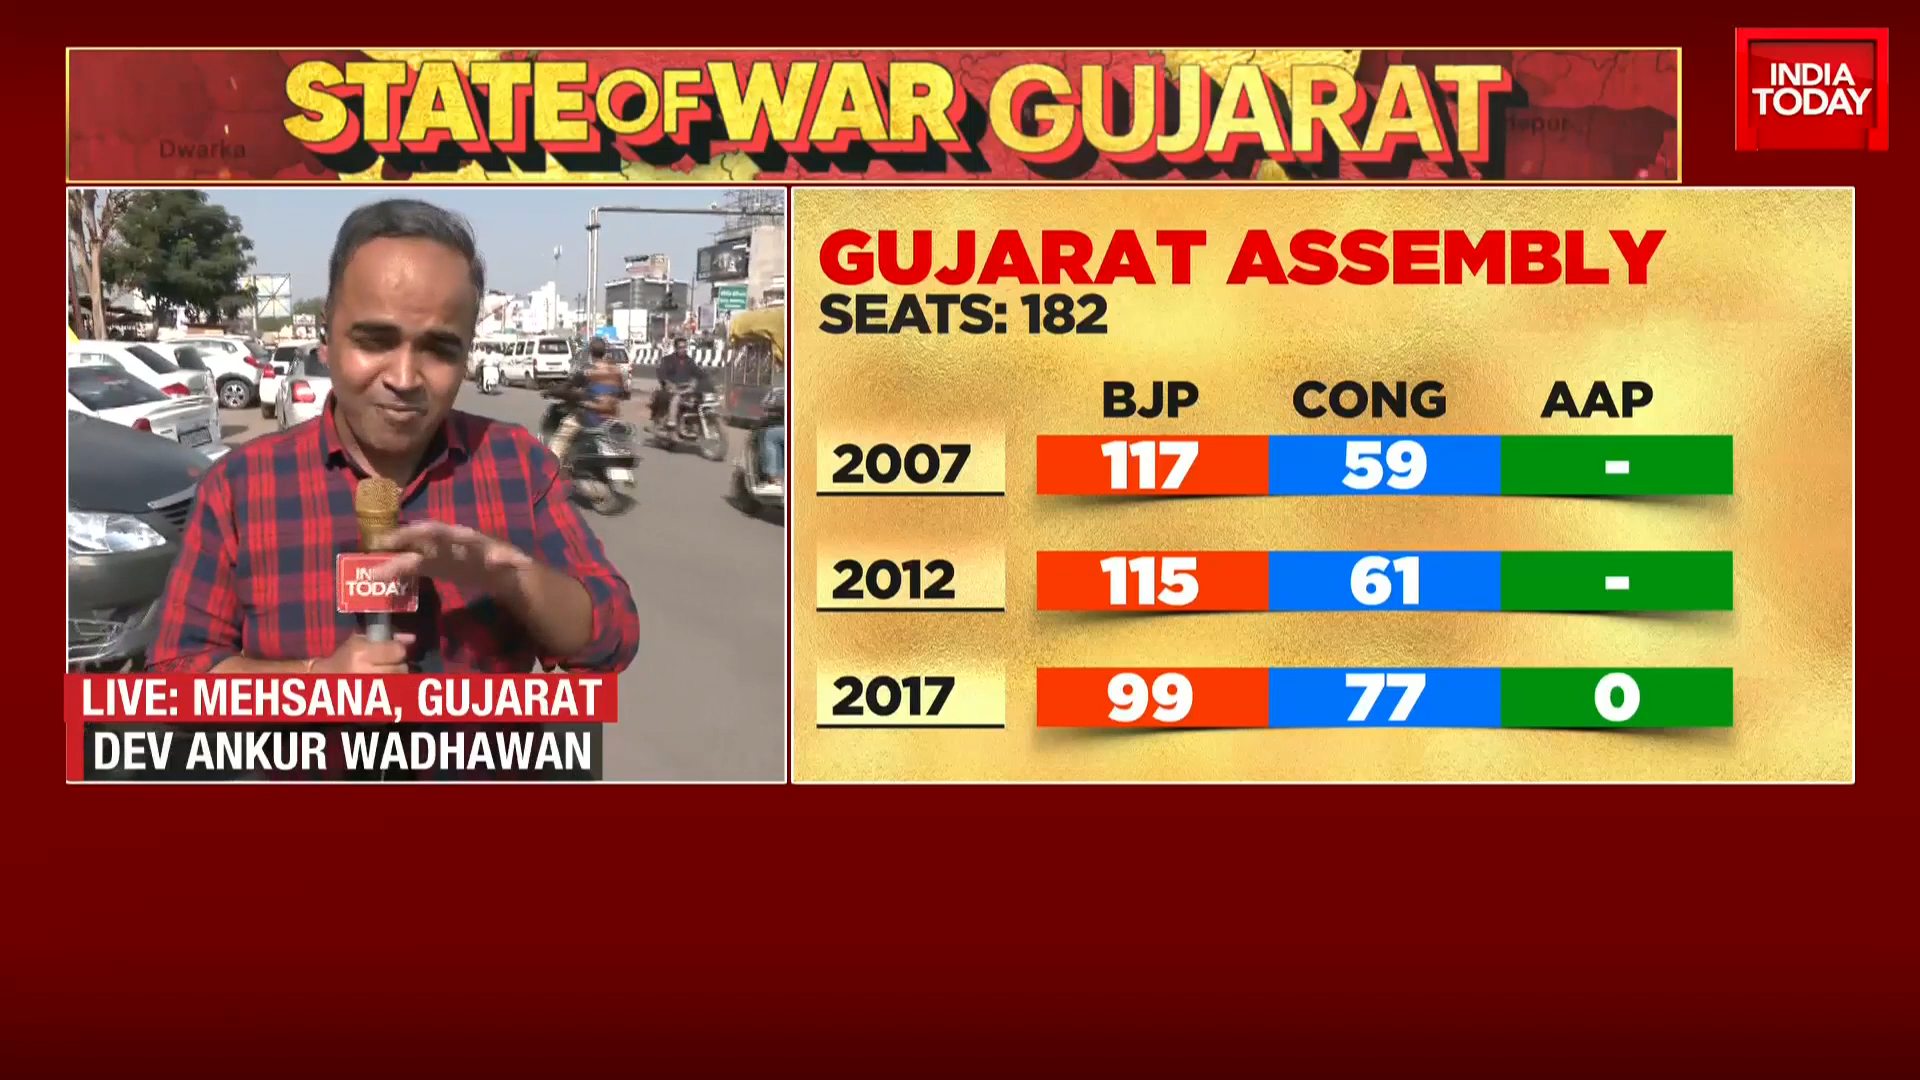 STATE OF WAR GUJARAT
Dwarka
INDIA
TODAY
GUJARAT ASSEMBLY
SEATS: 182
BJP CONG AAP
2007 117 59 -
2012 115 61 -
2017 99 77 0
TODAY
LIVE: MEHSANA, GUJARAT
DEV ANKUR WADHAWAN